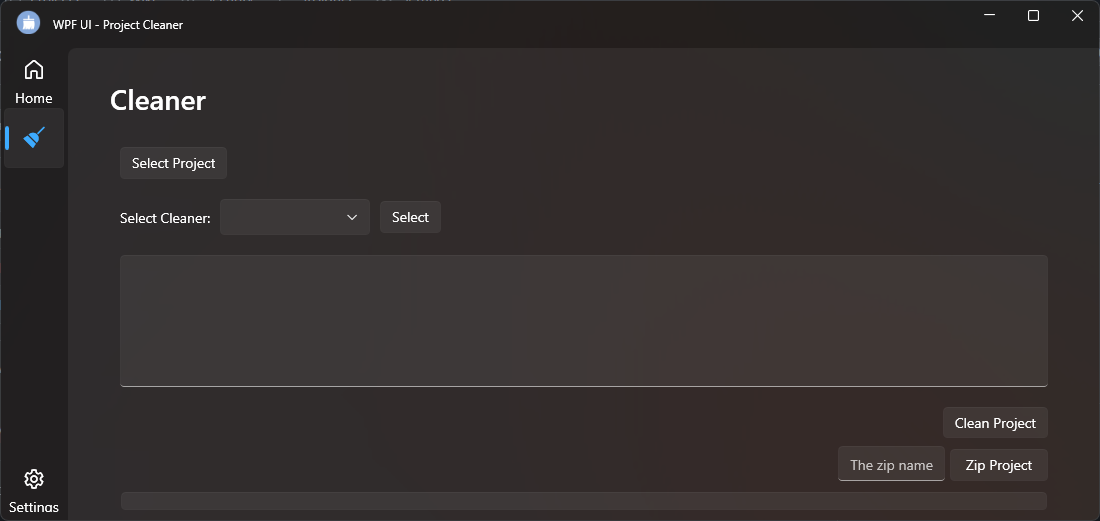 WPF UI - Project Cleaner
Home
Cleaner
Select Project
Select Cleaner:
Select
Clean Project
The zip name
Zip Project
Settings